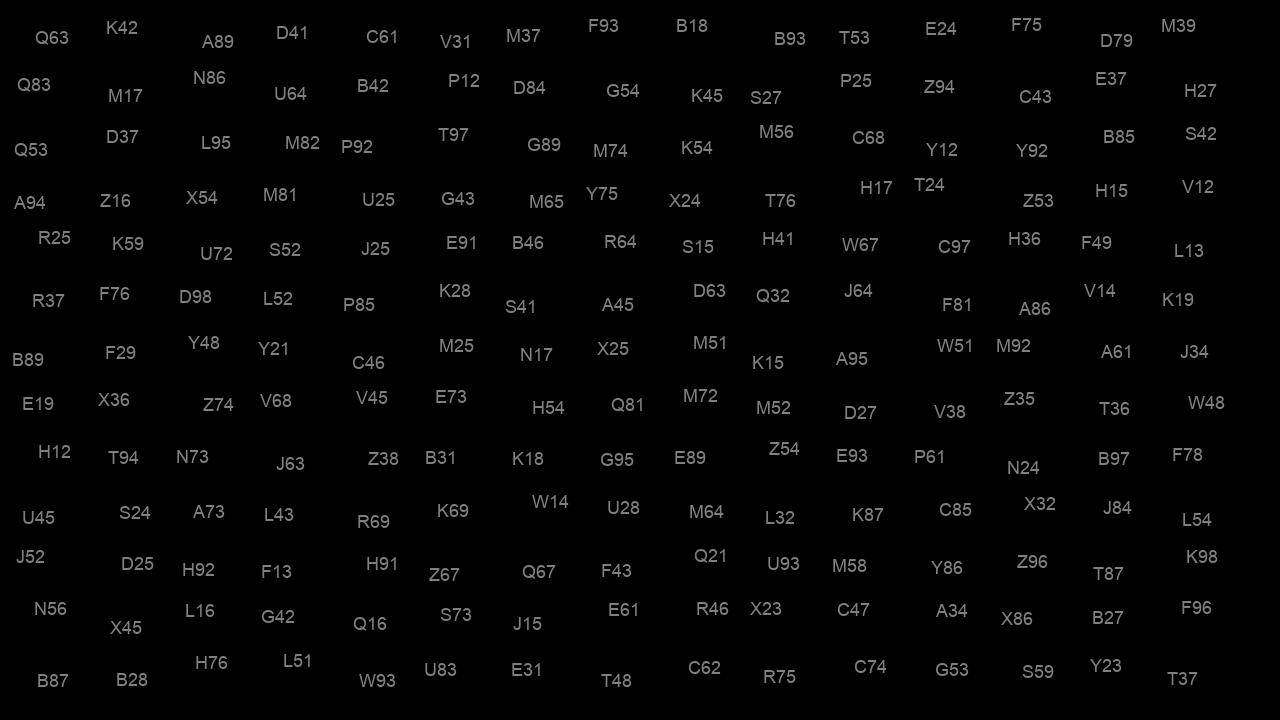 Q63 K42 A89 D41 C61 V31 M37 F93 B18 B93 T53 E24 F75 D79 M39
Q83 M17 N86 U64 B42 P12 D84 G54 K45 S27 P25 Z94 C43 E37 H27
Q53 D37 L95 M82 P92 T97 G89 M74 K54 M56 C68 Y12 Y92 B85 S42
A94 Z16 X54 M81 U25 G43 M65 Y75 X24 T76 H17 T24 Z53 H15 V12
R25 K59 U72 S52 J25 E91 B46 R64 S15 H41 W67 C97 H36 F49 L13
R37 F76 D98 L52 P85 K28 S41 A45 D63 Q32 J64 F81 A86 V14 K19
B89 F29 Y48 Y21 C46 M25 N17 X25 M51 K15 A95 W51 M92 A61 J34
E19 X36 Z74 V68 V45 E73 H54 Q81 M72 M52 D27 V38 Z35 T36 W48
H12 T94 N73 J63 Z38 B31 K18 G95 E89 Z54 E93 P61 N24 B97 F78
U45 S24 A73 L43 R69 K69 W14 U28 M64 L32 K87 C85 X32 J84 L54
J52 D25 H92 F13 H91 Z67 Q67 F43 Q21 U93 M58 Y86 Z96 T87 K98
N56 X45 L16 G42 Q16 S73 J15 E61 R46 X23 C47 A34 X86 B27 F96
B87 B28 H76 L51 W93 U83 E31 T48 C62 R75 C74 G53 S59 Y23 T37